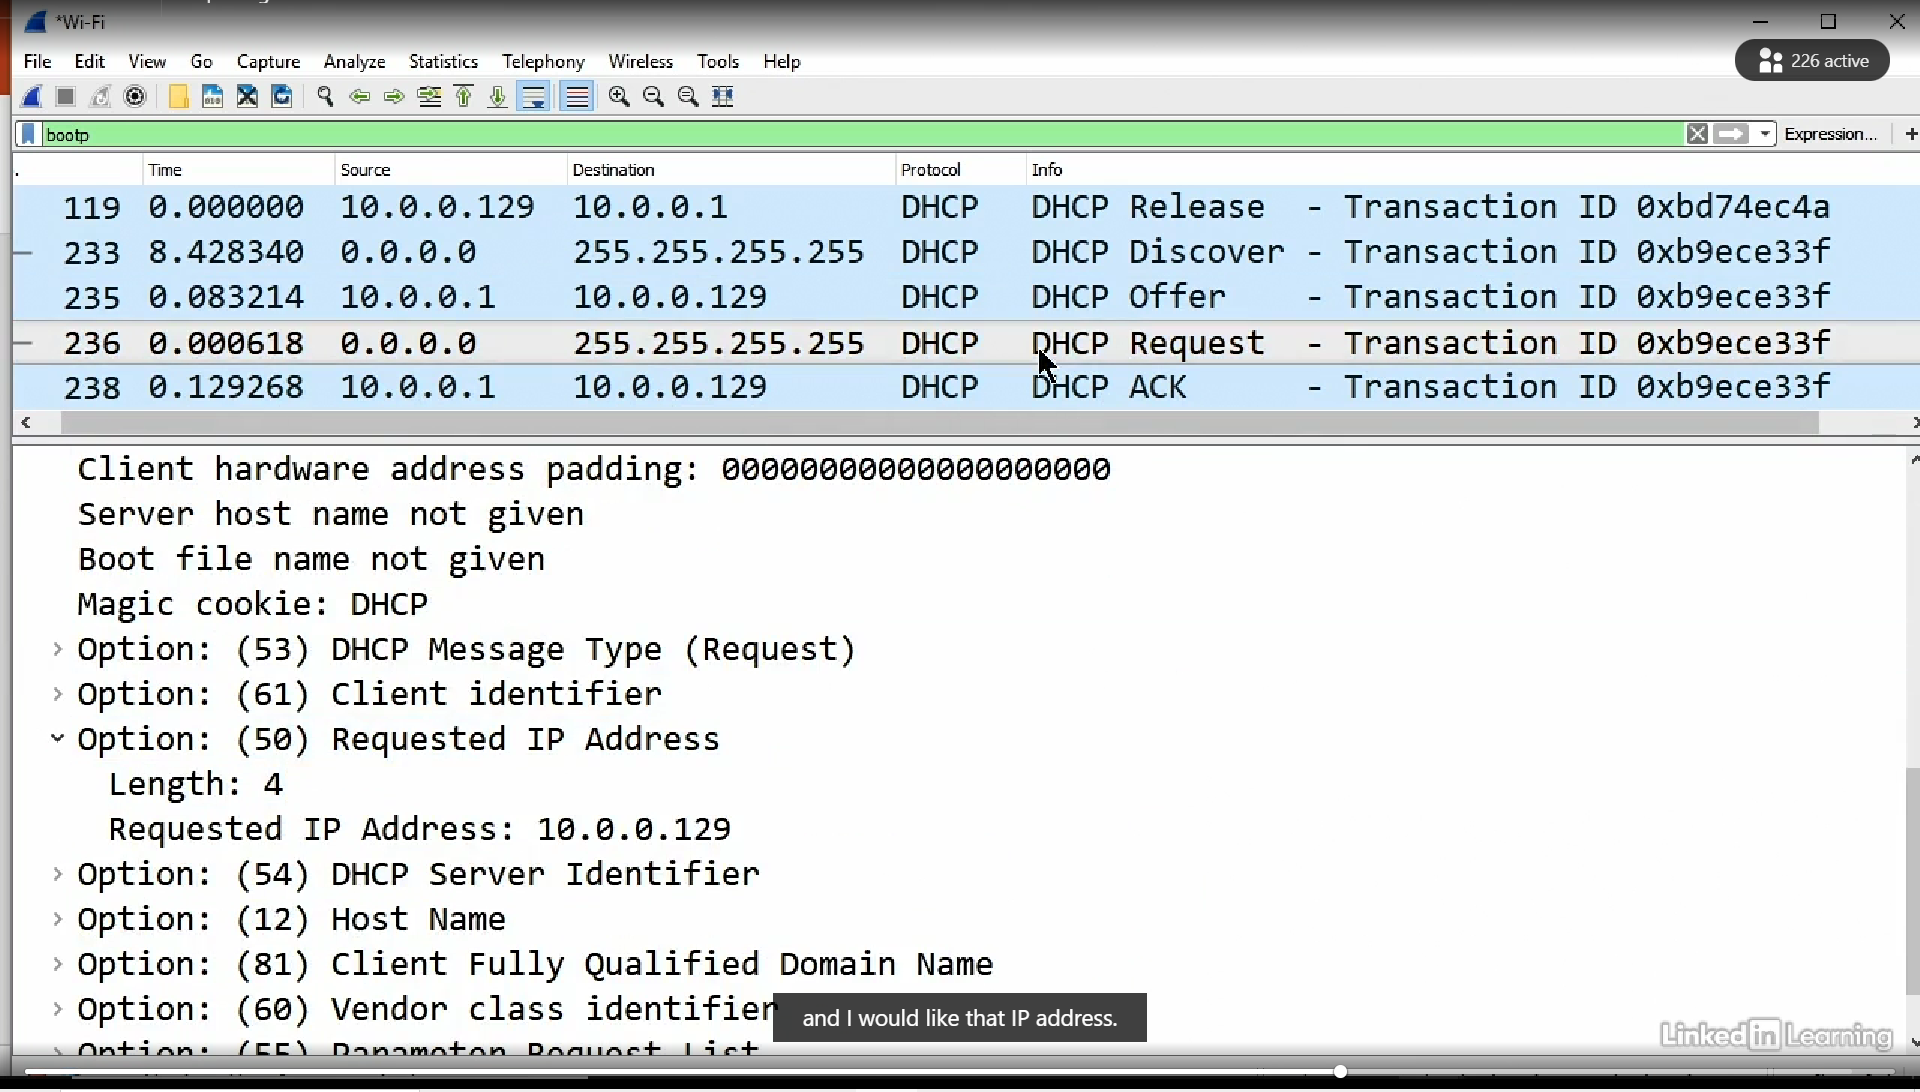 *Wi-Fi
File Edit View Go Capture Analyze Statistics Telephony Wireless Tools Help
226 active
bootp
Expression... +
. Time Source Destination Protocol Info
119 0.000000 10.0.0.129 10.0.0.1 DHCP DHCP Release - Transaction ID 0xbd74ec4a
233 8.428340 0.0.0.0 255.255.255.255 DHCP DHCP Discover - Transaction ID 0xb9ece33f
235 0.083214 10.0.0.1 10.0.0.129 DHCP DHCP Offer - Transaction ID 0xb9ece33f
236 0.000618 0.0.0.0 255.255.255.255 DHCP DHCP Request - Transaction ID 0xb9ece33f
238 0.129268 10.0.0.1 10.0.0.129 DHCP DHCP ACK - Transaction ID 0xb9ece33f
Client hardware address padding: 00000000000000000000
Server host name not given
Boot file name not given
Magic cookie: DHCP
Option: (53) DHCP Message Type (Request)
Option: (61) Client identifier
Option: (50) Requested IP Address
Length: 4
Requested IP Address: 10.0.0.129
Option: (54) DHCP Server Identifier
Option: (12) Host Name
Option: (81) Client Fully Qualified Domain Name
Option: (60) Vendor class identifier
and I would like that IP address.
Linked in Learning
Option: (55) Parameter Request List